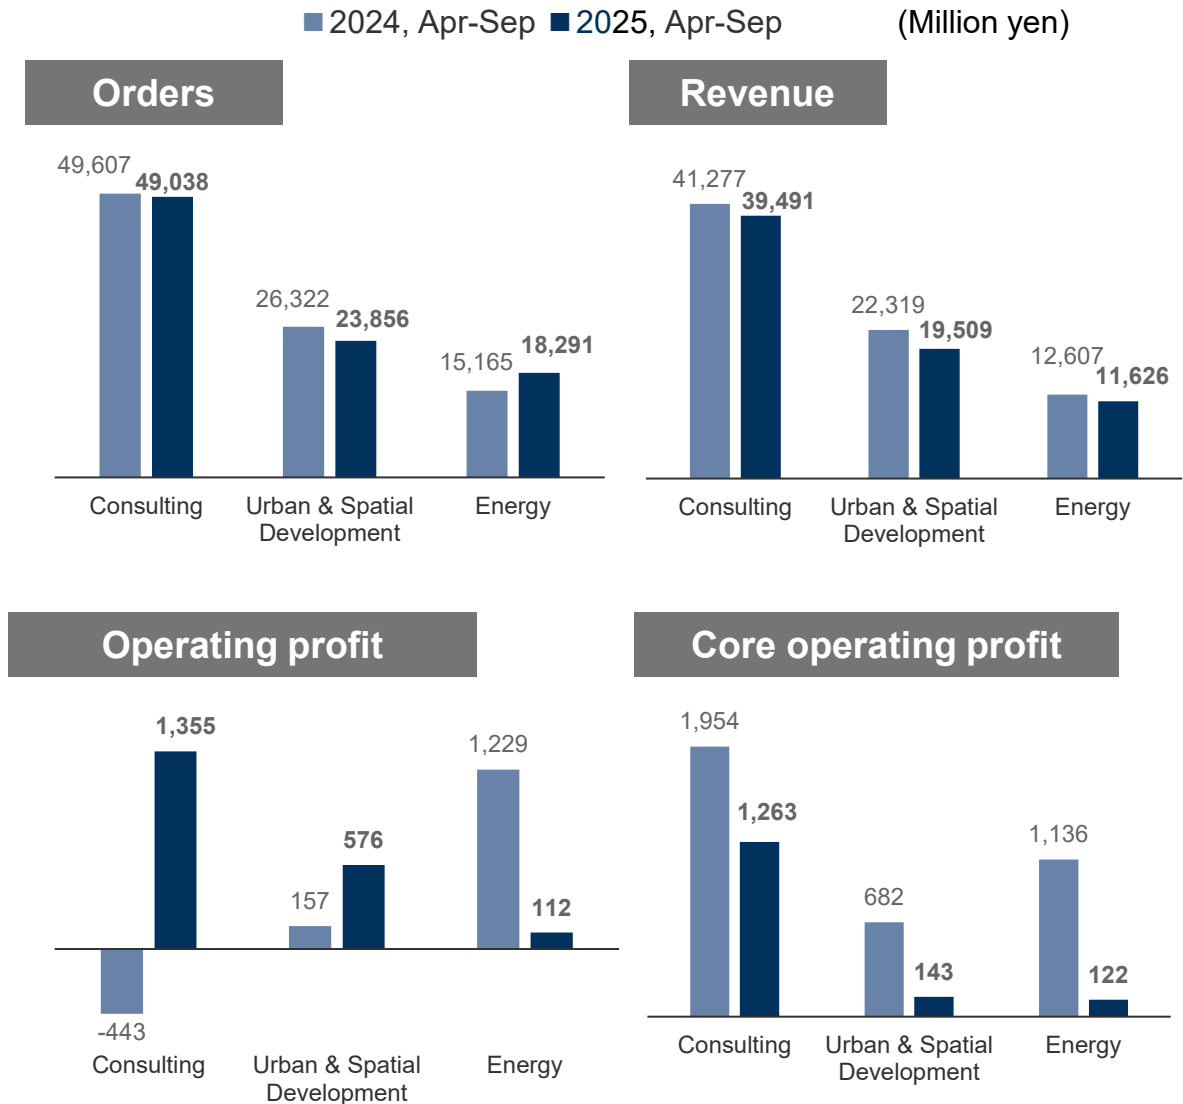 2024, Apr-Sep 2025, Apr-Sep (Million yen)
Orders
49,607
49,038
26,322
23,856
15,165
18,291
Consulting
Urban & Spatial
Development
Energy
Revenue
41,277
39,491
22,319
19,509
12,607
11,626
Consulting
Urban & Spatial
Development
Energy
Operating profit
-443
1,355
157
576
1,229
112
Consulting
Urban & Spatial
Development
Energy
Core operating profit
1,954
1,263
682
143
1,136
122
Consulting
Urban & Spatial
Development
Energy